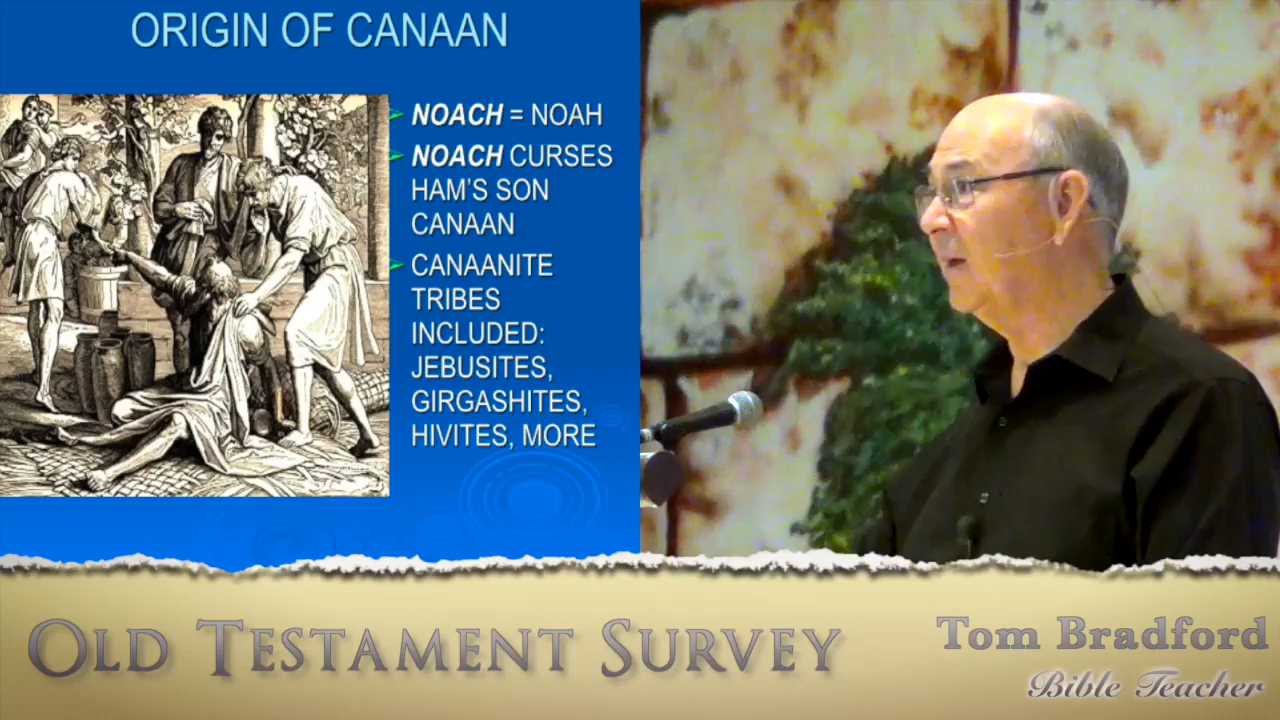 ORIGIN OF CANAAN
NOACH = NOAH
NOACH CURSES
HAM'S SON
CANAAN
CANAANITE
TRIBES
INCLUDED:
JEBUSITES,
GIRGASHITES,
HIVITES, MORE
OLD TESTAMENT SURVEY
Tom Bradford
Bible Teacher